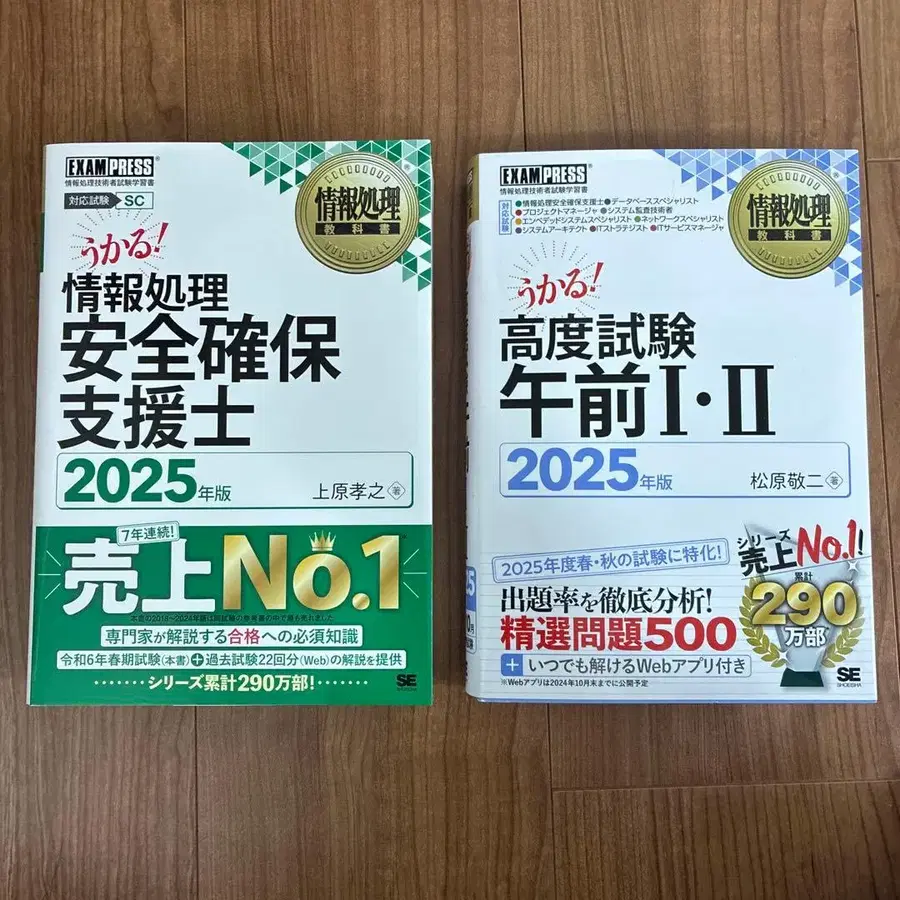 EXAMPRESS®
情報処理技術者試験学習書
対応試験 SC
情報処理
教科書
うかる!
情報処理
安全確保
支援士
2025年版
上原孝之 著
7年連続!
売上No.1
専門家が解説する合格への必須知識
令和6年春期試験(本書)+過去試験22回分(Web)の解説を提供
シリーズ累計290万部!
SE
SHOEISHA
EXAMPRESS®
情報処理技術者試験学習書
対応試験
●情報処理安全確保支援士●データベーススペシャリスト
●プロジェクトマネージャ●システム監査技術者
●エンベデッドシステムスペシャリスト●ネットワークスペシャリスト
●システムアーキテクト●ITストラテジスト●ITサービスマネージャ
情報処理
教科書
うかる!
高度試験
午前Ⅰ・Ⅱ
2025年版
松原敬二 著
2025年度春・秋の試験に特化!
出題率を徹底分析!
精選問題500
+いつでも解けるWebアプリ付き
※Webアプリは2024年10月末までに公開予定
シリーズ
売上No.1!
累計
290
万部
SE
SHOEISHA